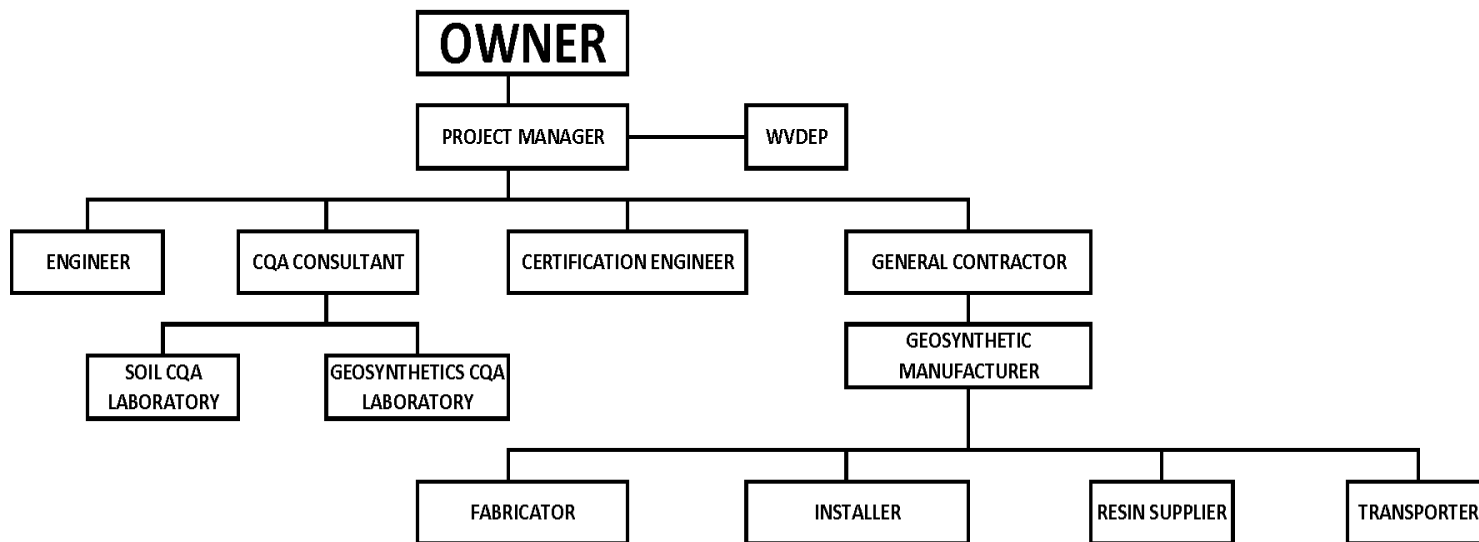 OWNER
PROJECT MANAGER
WVDEP
ENGINEER
CQA CONSULTANT
CERTIFICATION ENGINEER
GENERAL CONTRACTOR
SOIL CQA
LABORATORY
GEOSYNTHETICS CQA
LABORATORY
GEOSYNTHETIC
MANUFACTURER
FABRICATOR
INSTALLER
RESIN SUPPLIER
TRANSPORTER